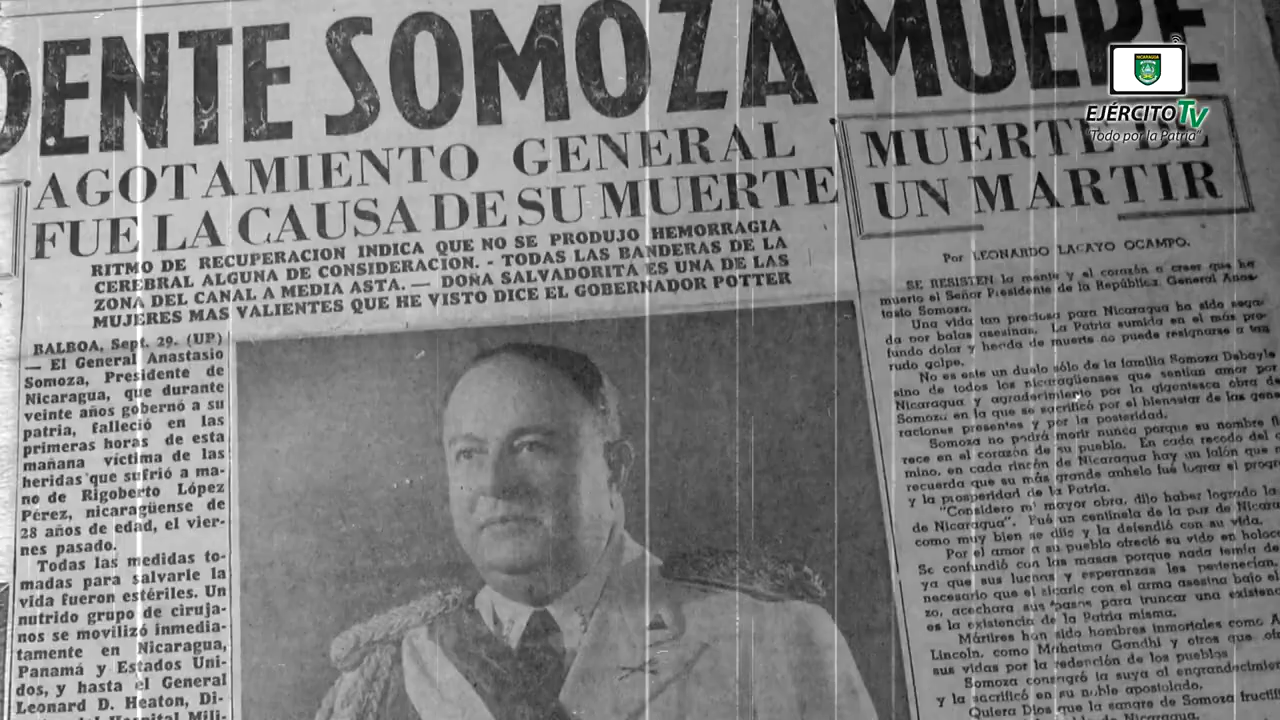 DENTE SOMOZA MUERE
AGOTAMIENTO GENERAL
FUE LA CAUSA DE SU MUERTE
RITMO DE RECUPERACION INDICA QUE NO SE PRODUJO HEMORRAGIA
CEREBRAL ALGUNA DE CONSIDERACION. - TODAS LAS BANDERAS DE LA
ZONA DEL CANAL A MEDIA ASTA. — DOÑA SALVADORITA ES UNA DE LAS
MUJERES MAS VALIENTES QUE HE VISTO DICE EL GOBERNADOR POTTER
BALBOA, Sept. 29. (UP)
— El General Anastasio
Somoza, Presidente de
Nicaragua, que durante
veinte años gobernó a su
patria, falleció en las
primeras horas de esta
mañana víctima de las
heridas que sufrió a ma-
no de Rigoberto López
Pérez, nicaragüense de
28 años de edad, el vier-
nes pasado.
Todas las medidas to-
madas para salvarle la
vida fueron estériles. Un
nutrido grupo de ciruja-
nos se movilizó inmedia-
tamente en Nicaragua,
Panamá y Estados Uni-
dos, y hasta el General
Leonard D. Heaton, Di-
Hospital Mili-
MUERTE DE
UN MARTIR
Por LEONARDO LACAYO OCAMPO.
SE RESISTEN la mente y el corazón a creer que ha
muerto el Señor Presidente de la República General Anas-
tasio Somoza.
Una vida tan preciosa para Nicaragua ha sido sega-
da por balas asesinas. La Patria sumida en el más pro-
fundo dolor y herida de muerte no puede resignarse a tan
rudo golpe.
No es este un duelo sólo de la familia Somoza Debayle
sino de todos los nicaragüenses que sentían amor por
Nicaragua y agradecimiento por la gigantesca obra de
Somoza en la que se sacrificó por el bienestar de las gene-
raciones presentes y por la posteridad.
Somoza no podrá morir nunca porque su nombre
rece en el corazón de su pueblo. En cada recodo del
mino, en cada rincón de Nicaragua hay un jalón que
recuerda que su más grande anhelo fué lograr el
y la prosperidad de la Patria.
"Considero mi mayor obra, dijo haber logrado la
de Nicaragua". Fué un centinela de la paz de
como muy bien se dijo y la defendió con su vida.
Por el amor a su pueblo ofreció su vida en
Se confundió con las masas porque nada temía de
ya que sus luchas y esperanzas les pertenecían.
necesario que el sicario con el arma asesina bajo el
zo, acechara sus pasos para truncar una
es la existencia de la Patria misma.
Mártires han sido hombres inmortales como
Lincoln, como Mahatma Gandhi y otros que
sus vidas por la redención de los pueblos
Somoza consagró la suya al
y la sacrificó en su noble apostolado.
Quiera Dios que la sangre de Somoza
NICARAGUA
EJÉRCITO TV
"Todo por la Patria"